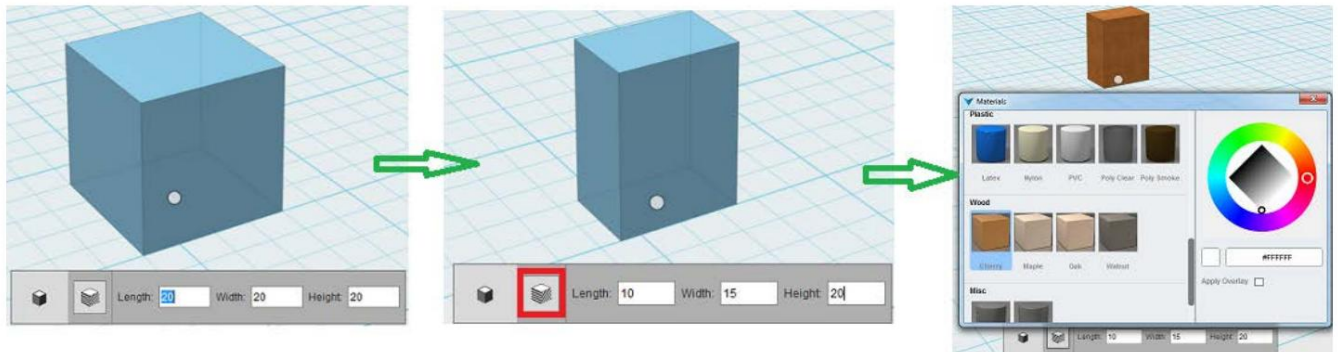 Length: 20 Width: 20 Height: 20
Length: 10 Width: 15 Height: 20
Materials
Plastic
Latex Nylon PVC Poly Clear Poly Smoke
Wood
Cherry Maple Oak Walnut
#FFFFFF
Apply Overlay
Misc
Length: 10 Width: 15 Height: 20